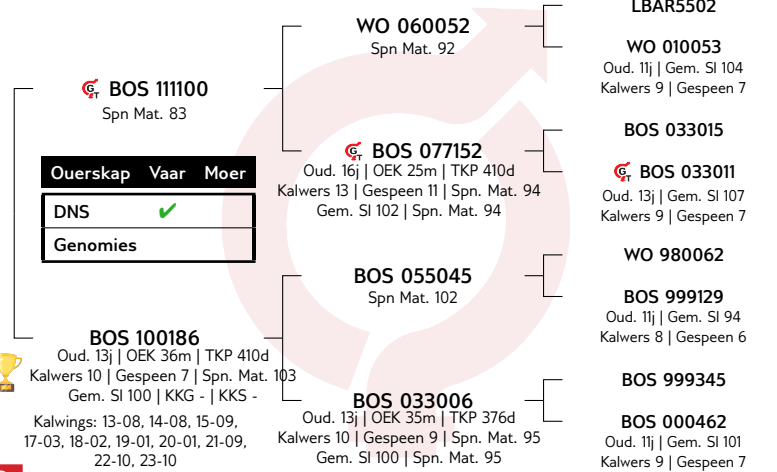 LBAR5502
WO 060052
Spn Mat. 92
WO 010053
Oud. 11j | Gem. SI 104
Kalwers 9 | Gespeen 7
BOS 111100
Spn Mat. 83
BOS 033015
BOS 077152
Oud. 16j | OEK 25m | TKP 410d
Kalwers 13 | Gespeen 11 | Spn. Mat. 94
Gem. SI 102 | Spn. Mat. 94
BOS 033011
Oud. 13j | Gem. SI 107
Kalwers 9 | Gespeen 7
Ouerskap Vaar Moer
DNS ✔
Genomies
WO 980062
BOS 055045
Spn Mat. 102
BOS 999129
Oud. 11j | Gem. SI 94
Kalwers 8 | Gespeen 6
BOS 100186
Oud. 13j | OEK 36m | TKP 410d
Kalwers 10 | Gespeen 7 | Spn. Mat. 103
Gem. SI 100 | KKG - | KKS -
Kalwings: 13-08, 14-08, 15-09,
17-03, 18-02, 19-01, 20-01, 21-09,
22-10, 23-10
BOS 999345
BOS 033006
Oud. 13j | OEK 35m | TKP 376d
Kalwers 10 | Gespeen 9 | Spn. Mat. 95
Gem. SI 100 | Spn. Mat. 95
BOS 000462
Oud. 11j | Gem. SI 101
Kalwers 9 | Gespeen 7